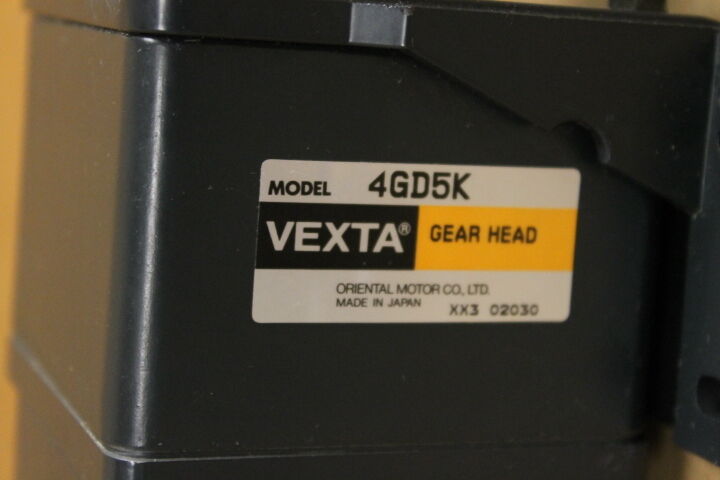 MODEL 4GD5K
VEXTA® GEAR HEAD
ORIENTAL MOTOR CO., LTD.
MADE IN JAPAN XX3 02030